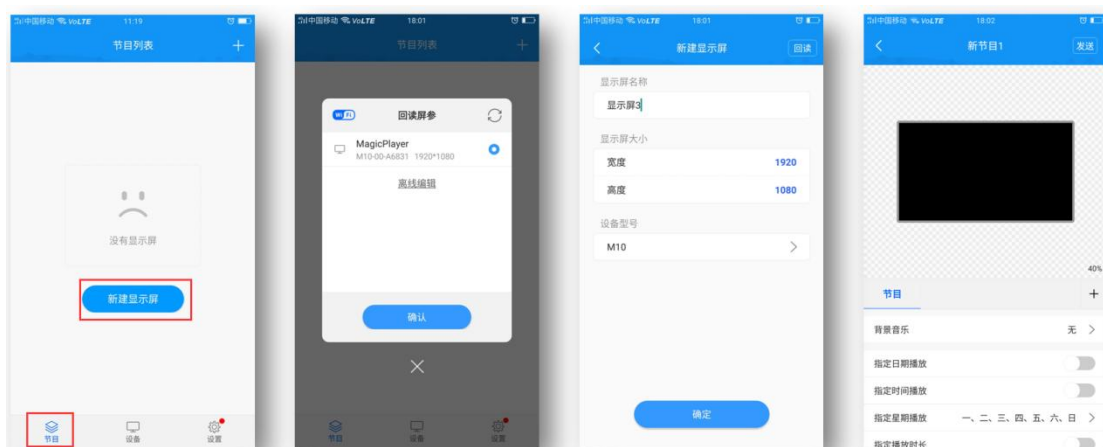 中国移动 VoLTE 11:19
节目列表 +
没有显示屏
新建显示屏
节目 设备 设置
中国移动 VoLTE 18:01
节目列表 +
WiFi 回读屏参
MagicPlayer
M10-00-A6831 1920*1080
离线编辑
确认
节目 设备 设置
中国移动 VoLTE 18:01
新建显示屏 回读
显示屏名称
显示屏3
显示屏大小
宽度 1920
高度 1080
设备型号
M10
确定
中国移动 VoLTE 18:02
新节目1 发送
40%
节目 +
背景音乐 无
指定日期播放
指定时间播放
指定星期播放 一、二、三、四、五、六、日
指定播放时长